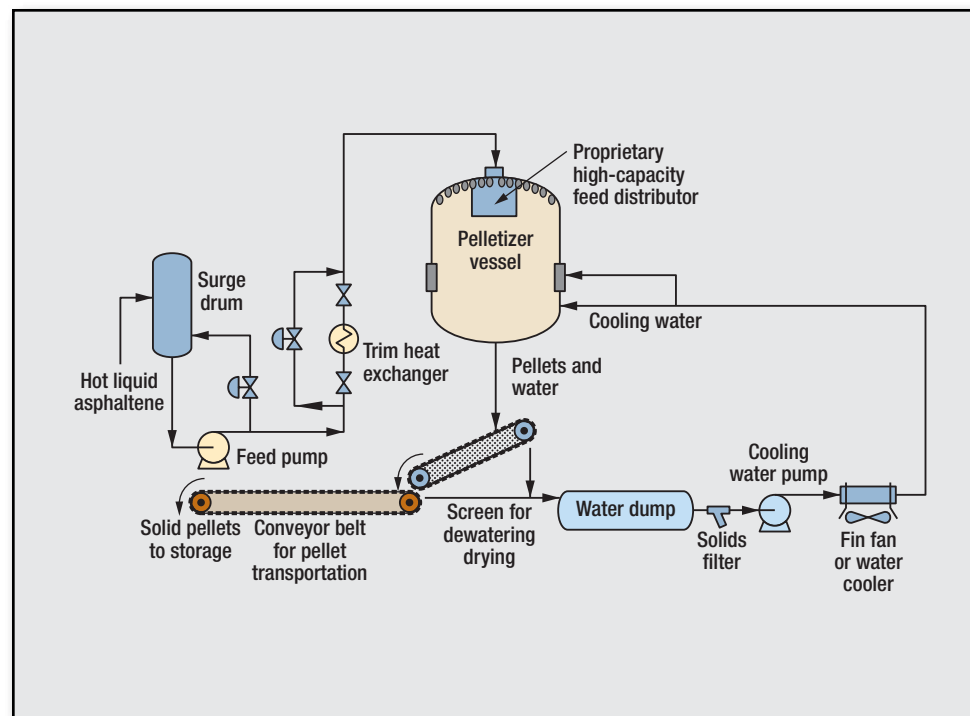 Proprietary
high-capacity
feed distributor
Pelletizer
vessel
Surge
drum
Cooling water
Trim heat
exchanger
Hot liquid
asphaltene
Pellets and
water
Feed pump
Cooling
water pump
Solid pellets
to storage
Conveyor belt
for pellet
transportation
Screen for
dewatering
drying
Water dump
Solids
filter
Fin fan
or water
cooler